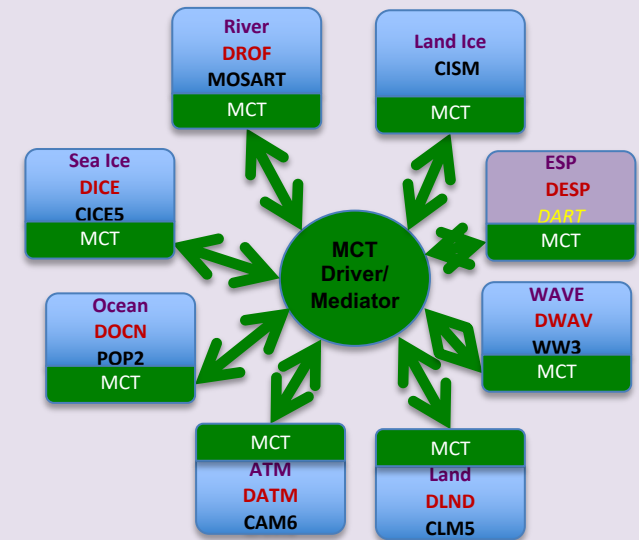 River
DROF
MOSART
MCT
Land Ice
CISM
MCT
Sea Ice
DICE
CICE5
MCT
ESP
DESP
DART
MCT
MCT
Driver/
Mediator
Ocean
DOCN
POP2
MCT
WAVE
DWAV
WW3
MCT
MCT
ATM
DATM
CAM6
MCT
Land
DLND
CLM5